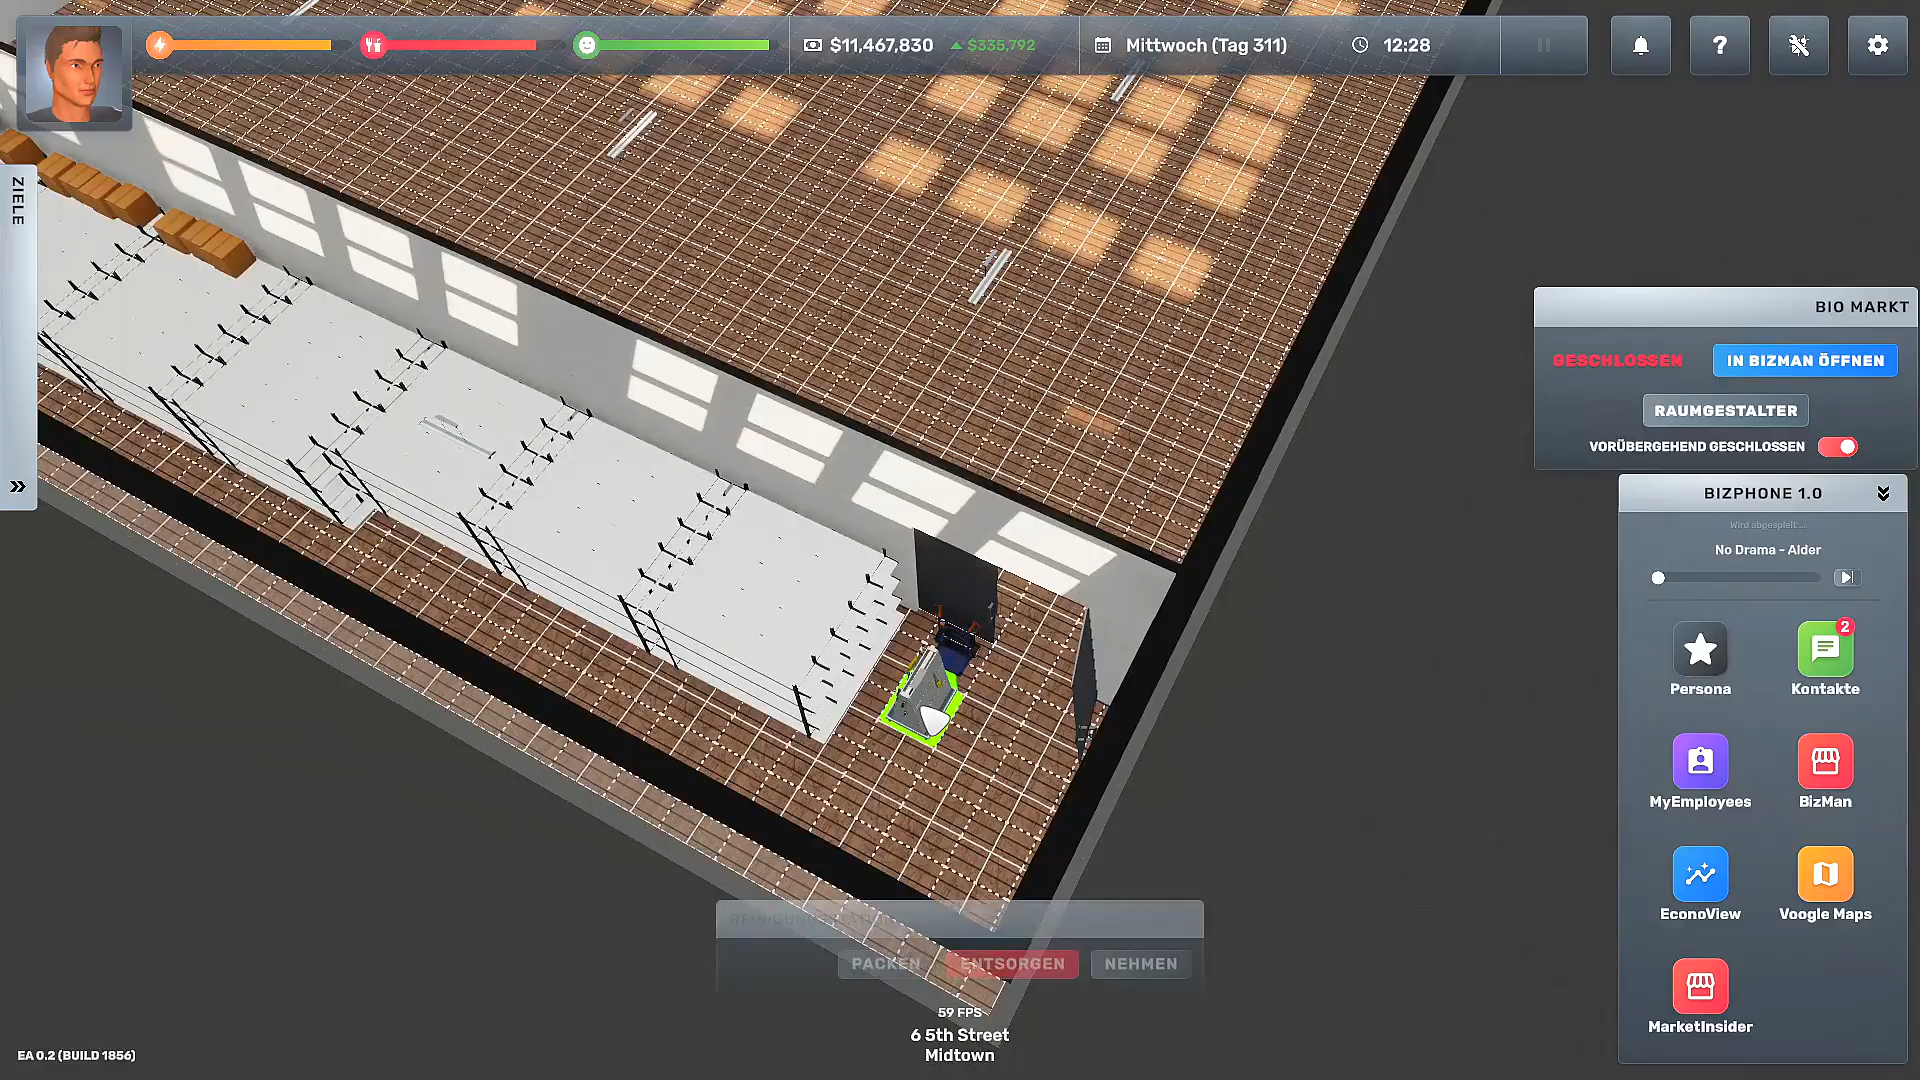 $11,467,830
$335,792
Mittwoch (Tag 311)
12:28
?
ZIELE
BIO MARKT
GESCHLOSSEN
IN BIZMAN ÖFFNEN
RAUMGESTALTER
VORÜBERGEHEND GESCHLOSSEN
BIZPHONE 1.0
Wird abgespielt ...
No Drama - Alder
2
Persona
Kontakte
MyEmployees
BizMan
EconoView
Voogle Maps
MarketInsider
REINIGUNGSSTATION
PACKEN
ENTSORGEN
NEHMEN
59 FPS
6 5th Street
Midtown
EA 0.2 (BUILD 1856)